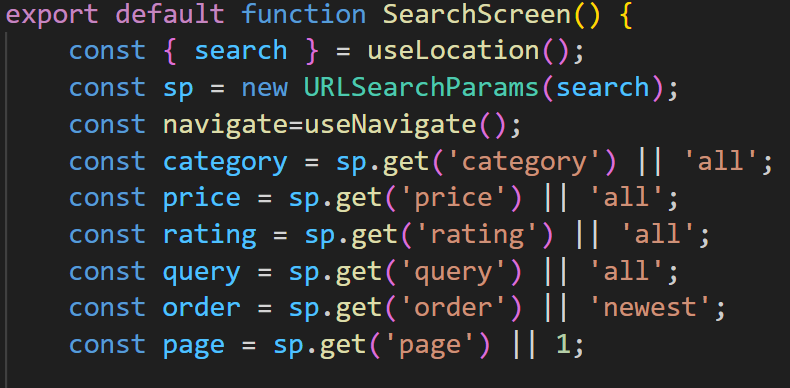 export default function SearchScreen() {
    const { search } = useLocation();
    const sp = new URLSearchParams(search);
    const navigate=useNavigate();
    const category = sp.get('category') || 'all';
    const price = sp.get('price') || 'all';
    const rating = sp.get('rating') || 'all';
    const query = sp.get('query') || 'all';
    const order = sp.get('order') || 'newest';
    const page = sp.get('page') || 1;